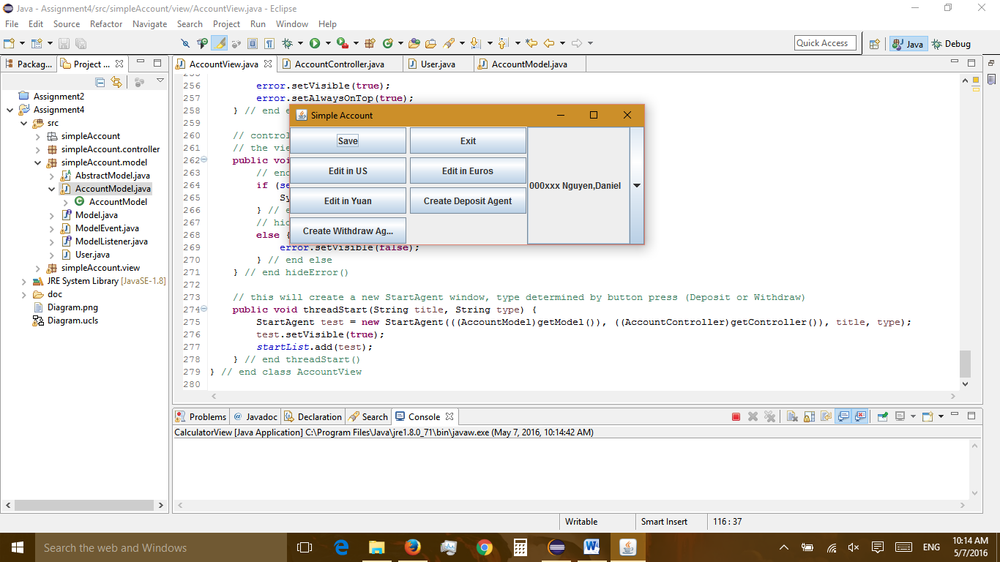 Java - Assignment4/src/simpleAccount/view/AccountView.java - Eclipse
File Edit Source Refactor Navigate Search Project Run Window Help
Quick Access
Java
Debug
Packag...
Project ...
Assignment2
Assignment4
src
simpleAccount
simpleAccount.controller
simpleAccount.model
AbstractModel.java
AccountModel.java
AccountModel
Model.java
ModelEvent.java
ModelListener.java
User.java
simpleAccount.view
JRE System Library [JavaSE-1.8]
doc
Diagram.png
Diagram.ucls
AccountView.java AccountController.java User.java AccountModel.java
256 error.setVisible(true);
257 error.setAlwaysOnTop(true);
258 } // end e
259
260 // control
261 // the vie
262 public voi
263 // end
264 if (se
265 Sy
266 } // e
267 // hid
268 else {
269 error.setVisible(false);
270 } // end else
271 } // end hideError()
272
273 // this will create a new StartAgent window, type determined by button press (Deposit or Withdraw)
274 public void threadStart(String title, String type) {
275 StartAgent test = new StartAgent(((AccountModel)getModel()), ((AccountController)getController()), title, type);
276 test.setVisible(true);
277 startList.add(test);
278 } // end threadStart()
279 } // end class AccountView
280
Simple Account
Save Exit
Edit in US Edit in Euros
Edit in Yuan Create Deposit Agent
Create Withdraw Ag...
000xxx Nguyen,Daniel
Problems Javadoc Declaration Search Console
CalculatorView [Java Application] C:\Program Files\Java\jre1.8.0_71\bin\javaw.exe (May 7, 2016, 10:14:42 AM)
Writable Smart Insert 116 : 37
Search the web and Windows
ENG
10:14 AM
5/7/2016